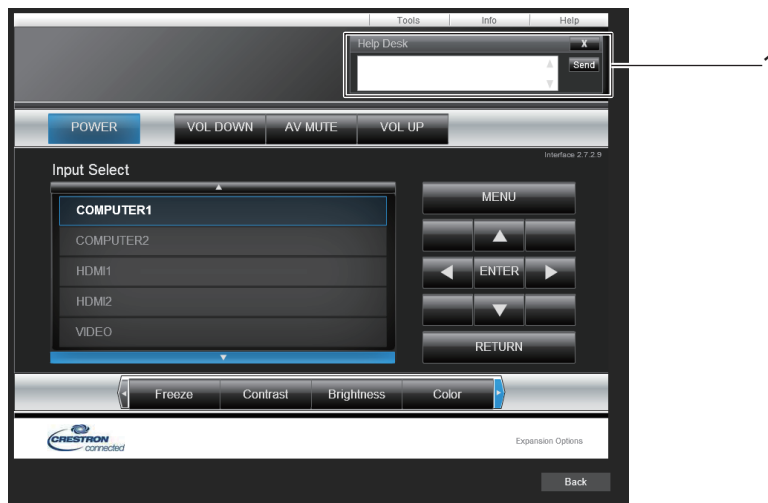 Tools Info Help
Help Desk X
Send
1
POWER VOL DOWN AV MUTE VOL UP
Interface 2.7.2.9
Input Select
COMPUTER1
COMPUTER2
HDMI1
HDMI2
VIDEO
MENU
ENTER
RETURN
Freeze Contrast Brightness Color
CRESTRON
connected
Expansion Options
Back